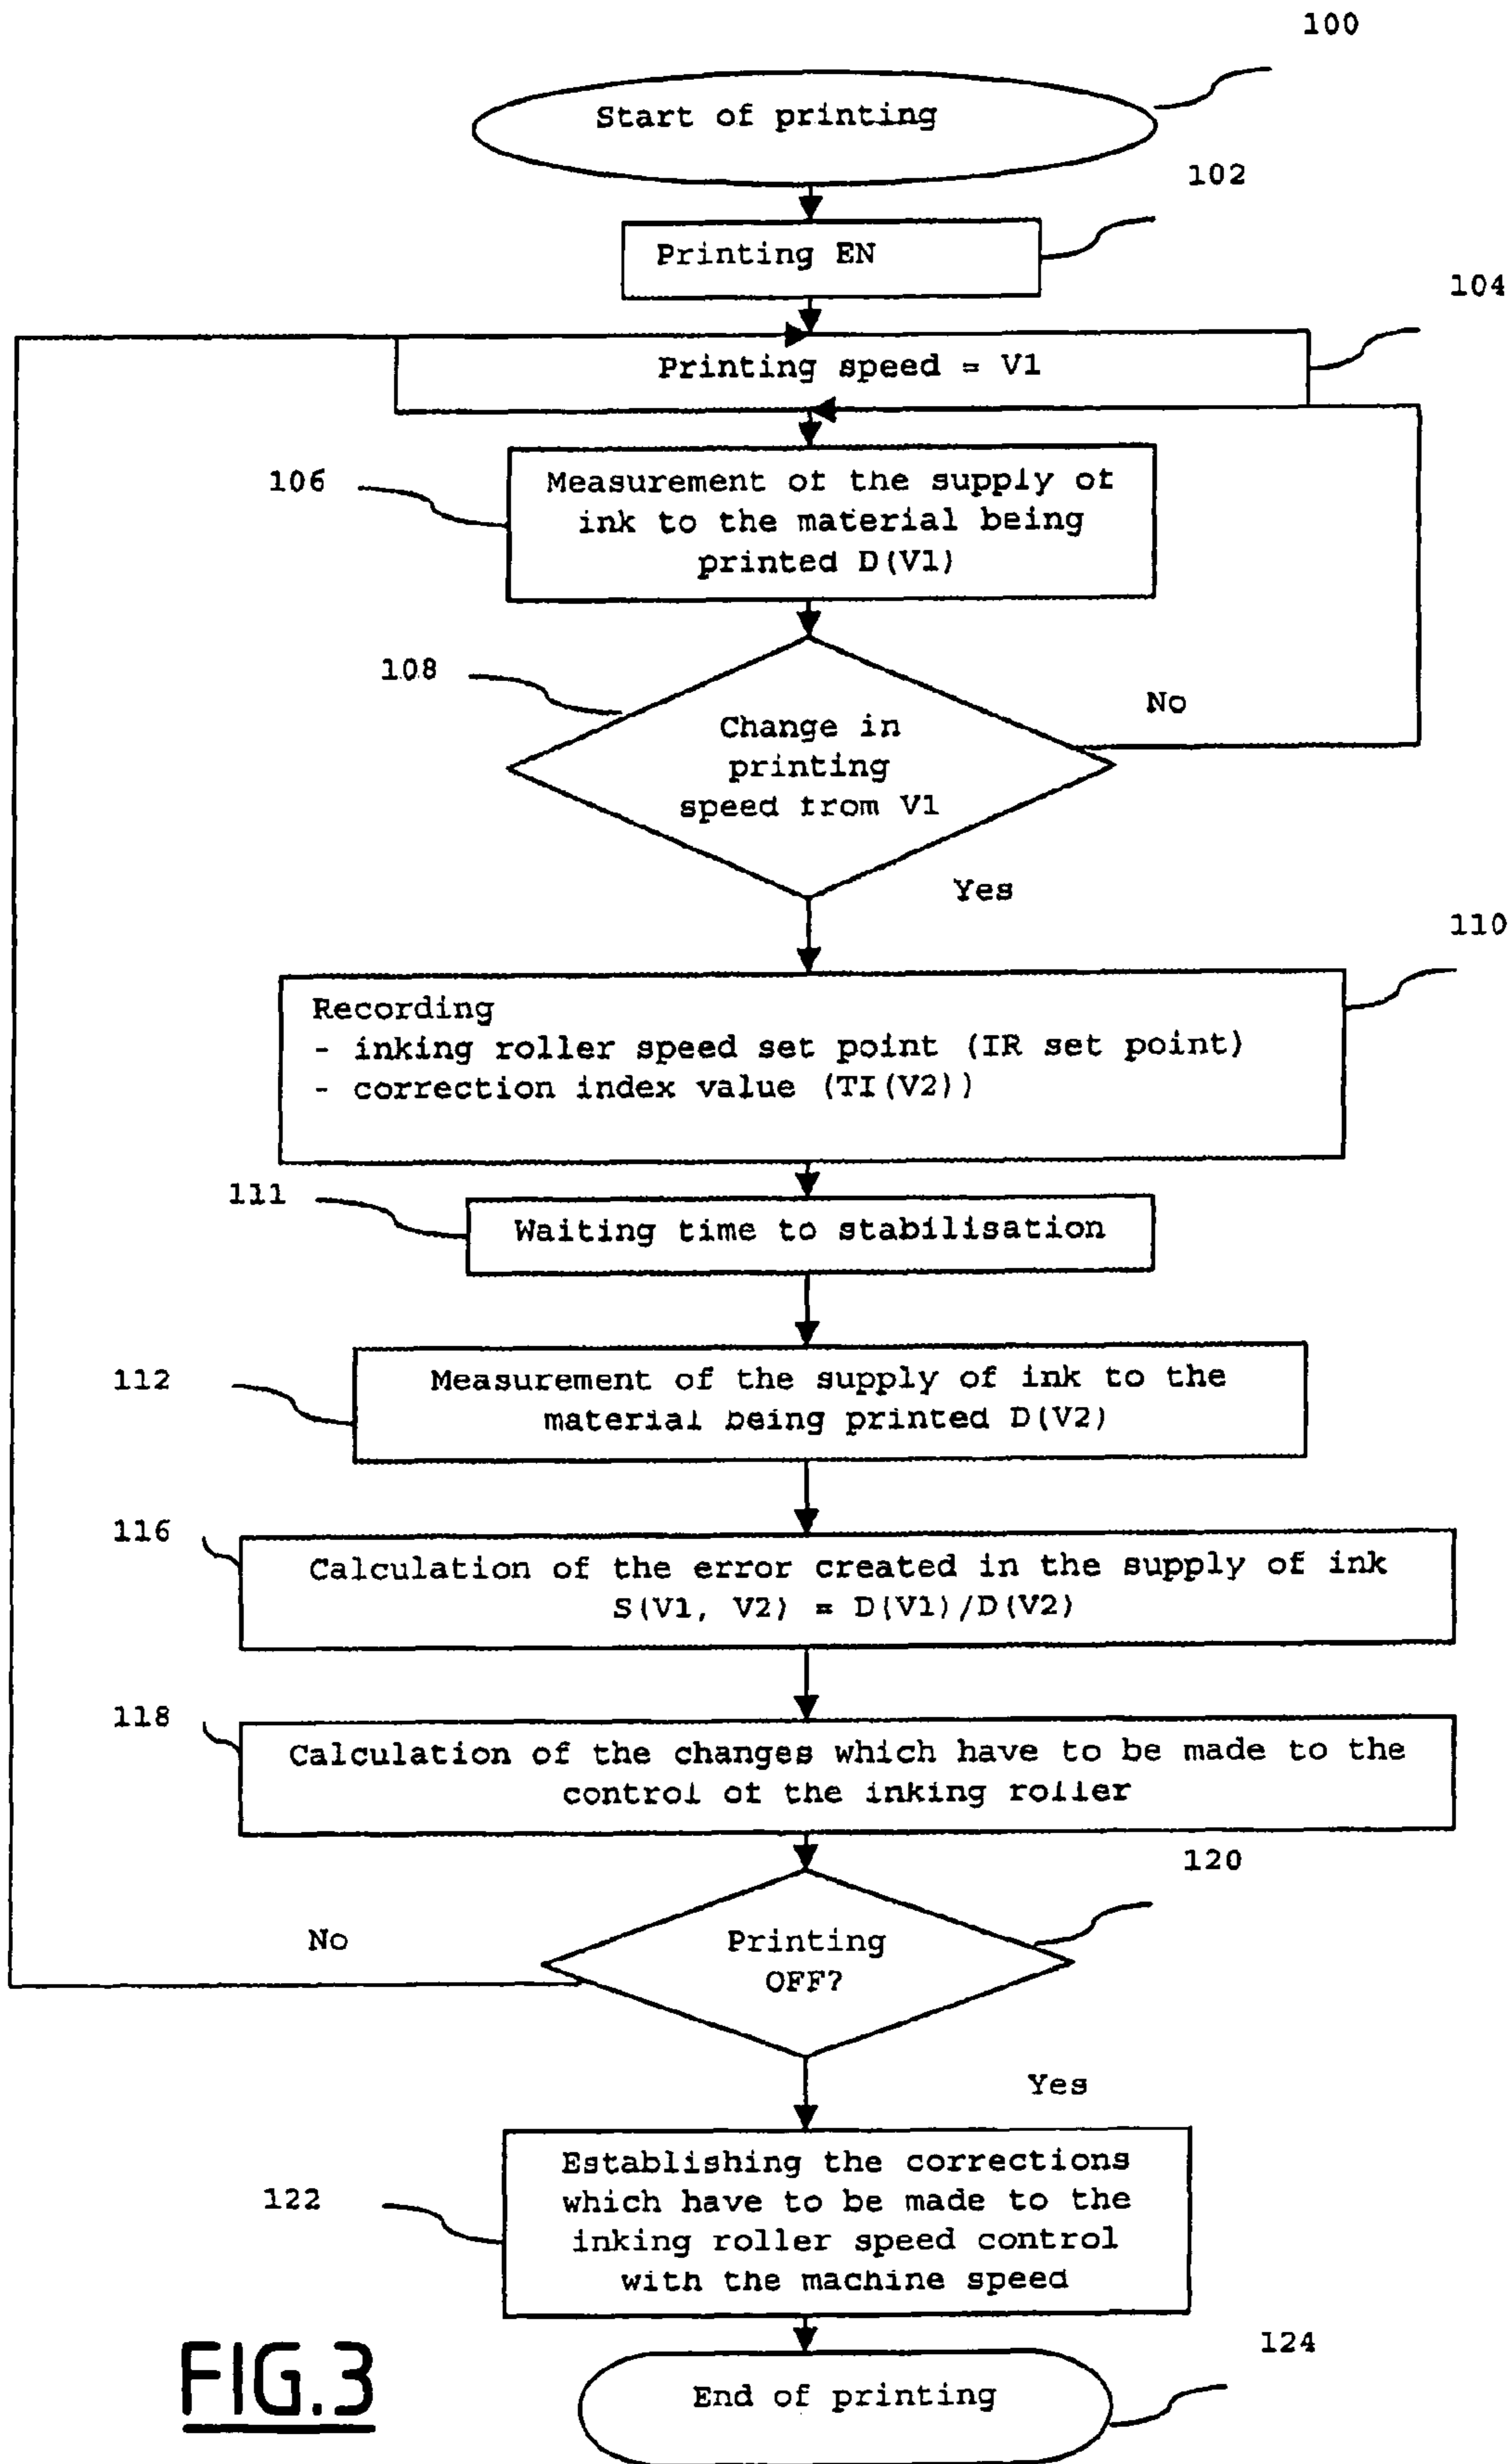 100
Start of printing
102
Printing EN
104
Printing speed = V1
106
Measurement of the supply of
ink to the material being
printed D(V1)
108
Change in
printing
speed from V1
No
Yes
110
Recording
- inking roller speed set point (IR set point)
- correction index value (TI(V2))
111
Waiting time to stabilisation
112
Measurement of the supply of ink to the
material being printed D(V2)
116
Calculation of the error created in the supply of ink
S(V1, V2) = D(V1)/D(V2)
118
Calculation of the changes which have to be made to the
control of the inking roller
120
Printing
OFF?
No
Yes
122
Establishing the corrections
which have to be made to the
inking roller speed control
with the machine speed
124
End of printing
FIG.3